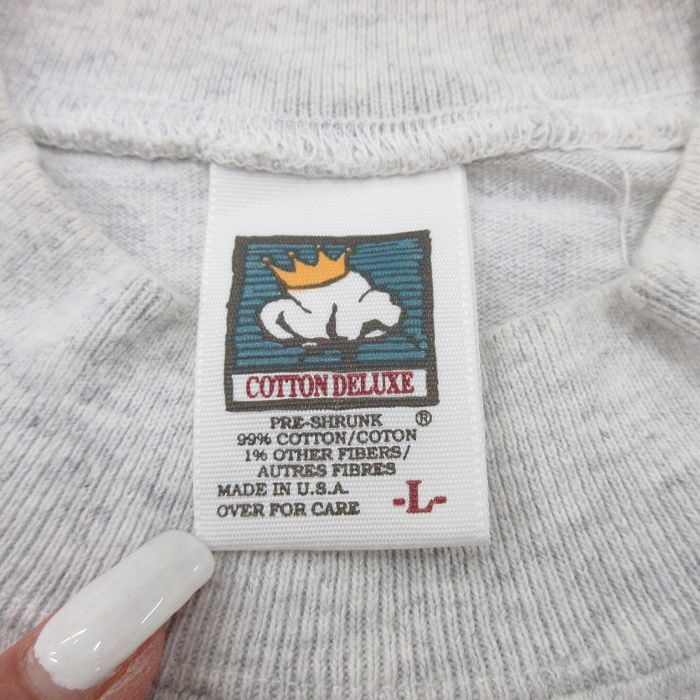 COTTON DELUXE
PRE-SHRUNK ®
99% COTTON/COTON
1% OTHER FIBERS/
AUTRES FIBRES
MADE IN U.S.A.
OVER FOR CARE
-L-